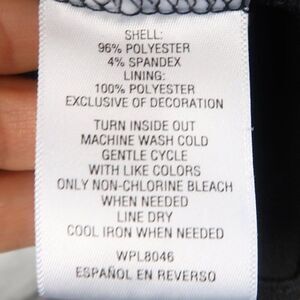 SHELL:
96% POLYESTER
4% SPANDEX
LINING:
100% POLYESTER
EXCLUSIVE OF DECORATION
TURN INSIDE OUT
MACHINE WASH COLD
GENTLE CYCLE
WITH LIKE COLORS
ONLY NON-CHLORINE BLEACH
WHEN NEEDED
LINE DRY
COOL IRON WHEN NEEDED
WPL8046
ESPAÑOL EN REVERSO